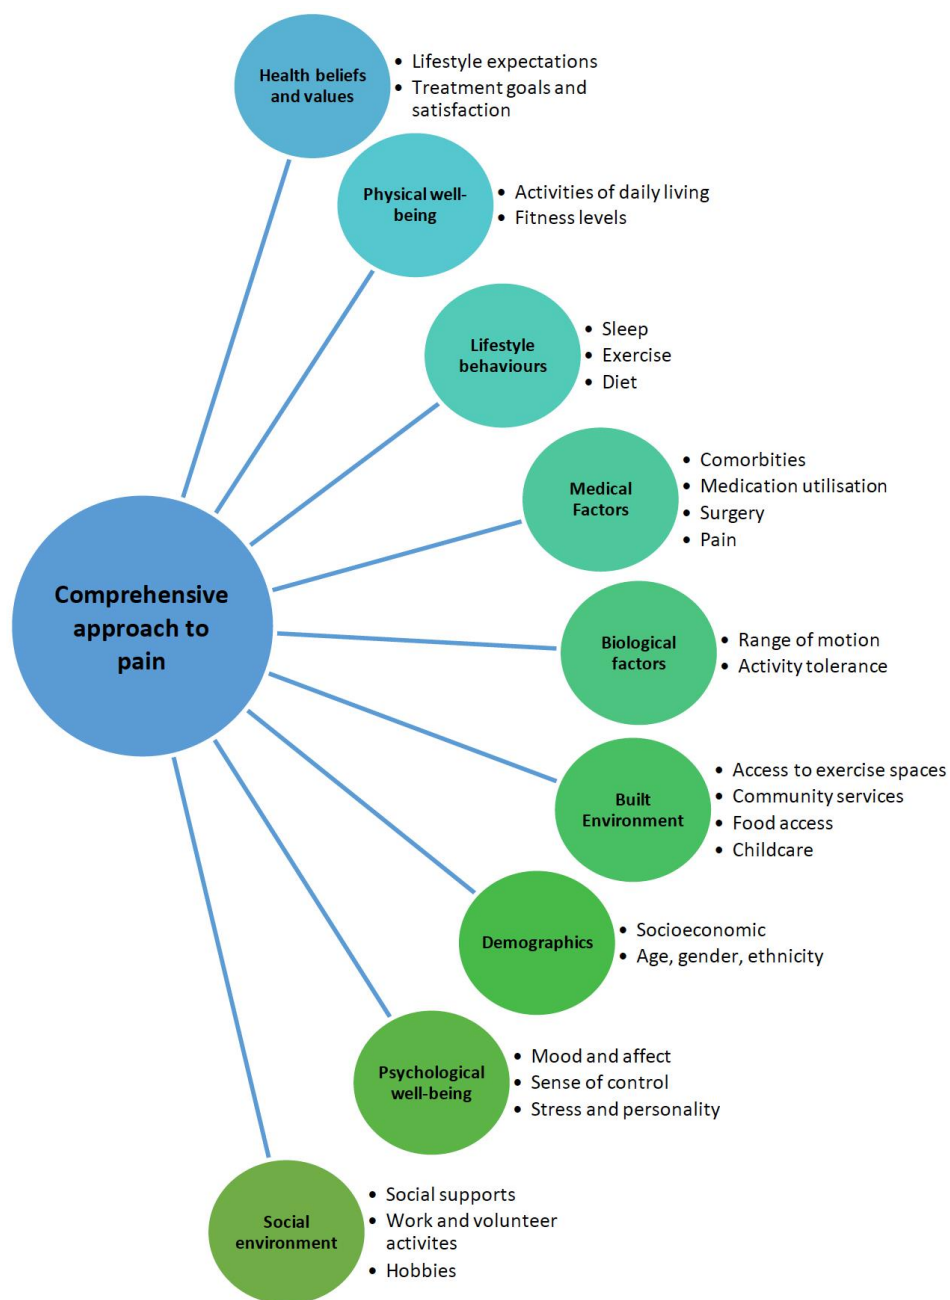 Health beliefs
and values
• Lifestyle expectations
• Treatment goals and
satisfaction
Physical well-
being
• Activities of daily living
• Fitness levels
Lifestyle
behaviours
• Sleep
• Exercise
• Diet
Medical
Factors
• Comorbities
• Medication utilisation
• Surgery
• Pain
Comprehensive
approach to
pain
Biological
factors
• Range of motion
• Activity tolerance
Built
Environment
• Access to exercise spaces
• Community services
• Food access
• Childcare
Demographics
• Socioeconomic
• Age, gender, ethnicity
Psychological
well-being
• Mood and affect
• Sense of control
• Stress and personality
Social
environment
• Social supports
• Work and volunteer
activites
• Hobbies